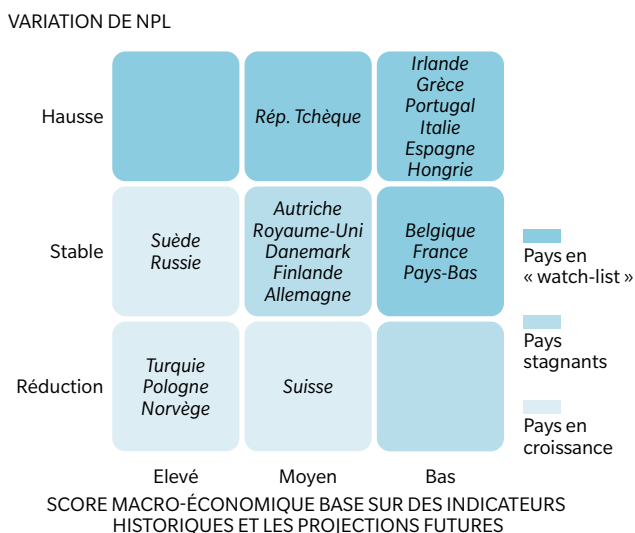 VARIATION DE NPL
Hausse
Rép. Tchèque
Irlande
Grèce
Portugal
Italie
Espagne
Hongrie
Stable
Suède
Russie
Autriche
Royaume-Uni
Danemark
Finlande
Allemagne
Belgique
France
Pays-Bas
Réduction
Turquie
Pologne
Norvège
Suisse
Elevé
Moyen
Bas
SCORE MACRO-ÉCONOMIQUE BASE SUR DES INDICATEURS
HISTORIQUES ET LES PROJECTIONS FUTURES
Pays en
« watch-list »
Pays
stagnants
Pays en
croissance